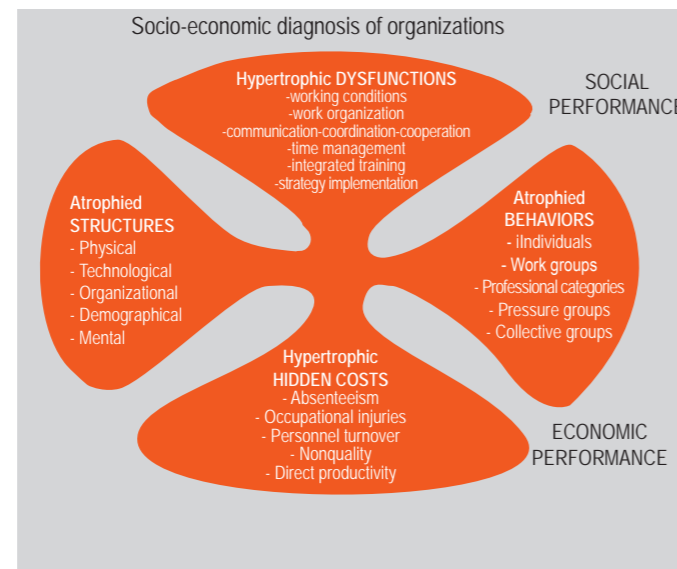 Socio-economic diagnosis of organizations
Hypertrophic DYSFUNCTIONS
-working conditions
-work organization
-communication-coordination-cooperation
-time management
-integrated training
-strategy implementation
SOCIAL
PERFORMANCE
Atrophied
STRUCTURES
- Physical
- Technological
- Organizational
- Demographical
- Mental
Atrophied
BEHAVIORS
- iIndividuals
- Work groups
- Professional categories
- Pressure groups
- Collective groups
Hypertrophic
HIDDEN COSTS
- Absenteeism
- Occupational injuries
- Personnel turnover
- Nonquality
- Direct productivity
ECONOMIC
PERFORMANCE